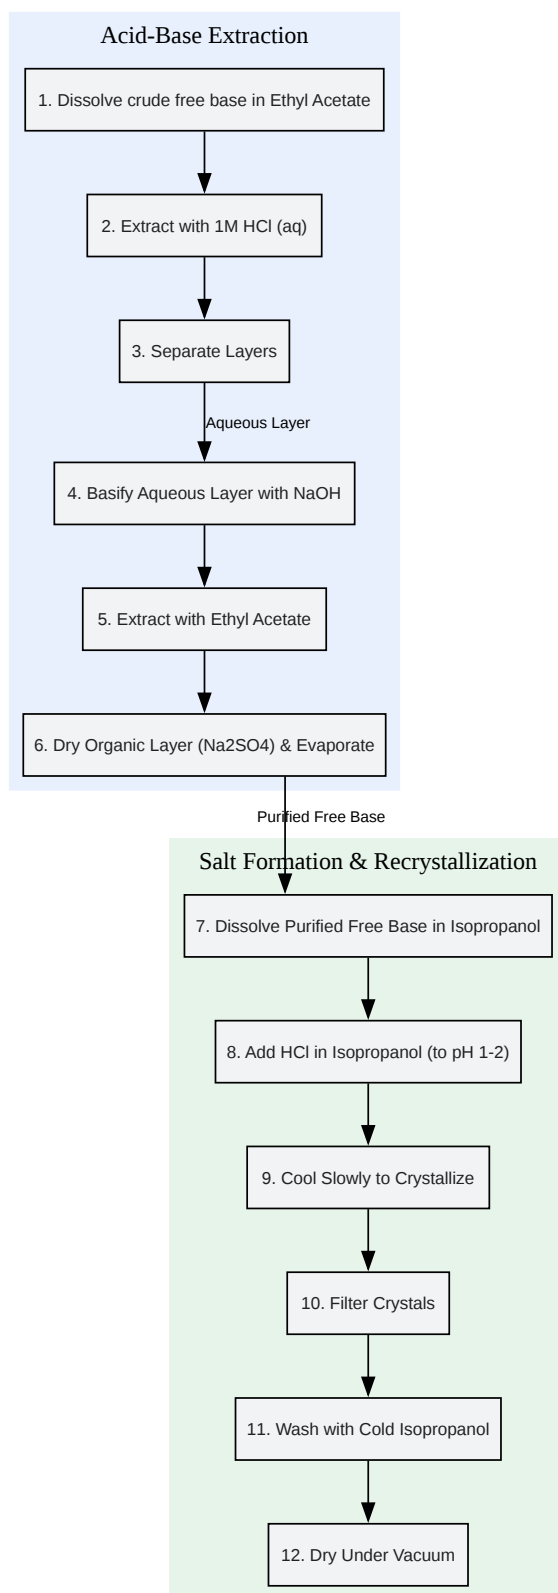 Acid-Base Extraction
1. Dissolve crude free base in Ethyl Acetate
2. Extract with 1M HCl (aq)
3. Separate Layers
Aqueous Layer
4. Basify Aqueous Layer with NaOH
5. Extract with Ethyl Acetate
6. Dry Organic Layer (Na2SO4) & Evaporate
Purified Free Base
Salt Formation & Recrystallization
7. Dissolve Purified Free Base in Isopropanol
8. Add HCl in Isopropanol (to pH 1-2)
9. Cool Slowly to Crystallize
10. Filter Crystals
11. Wash with Cold Isopropanol
12. Dry Under Vacuum